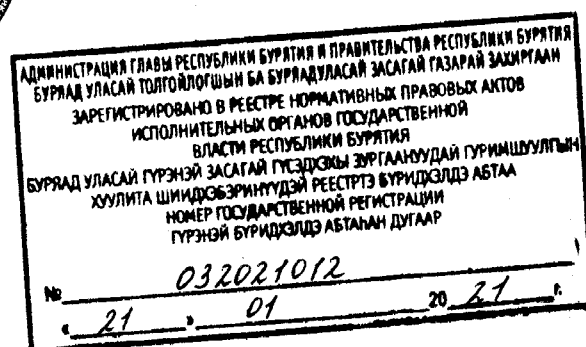 АДМИНИСТРАЦИЯ ГЛАВЫ РЕСПУБЛИКИ БУРЯТИЯ И ПРАВИТЕЛЬСТВА РЕСПУБЛИКИ БУРЯТИЯ
БУРЯАД УЛАСАЙ ТОЛГОЙЛОГШЫН БА БУРЯАДУЛАСАЙ ЗАСАГАЙ ГАЗАРАЙ ЗАХИРГААН
ЗАРЕГИСТРИРОВАНО В РЕЕСТРЕ НОРМАТИВНЫХ ПРАВОВЫХ АКТОВ
ИСПОЛНИТЕЛЬНЫХ ОРГАНОВ ГОСУДАРСТВЕННОЙ
ВЛАСТИ РЕСПУБЛИКИ БУРЯТИЯ
БУРЯАД УЛАСАЙ ГҮРЭНЭЙ ЗАСАГАЙ ГҮСЭДХЭХЫ ЗУРГААНУУДАЙ ГУРИМШУУЛГЫН
ХУУЛИТА ШИИДХЭБЭРИНҮҮДЭЙ РЕЕСТРТЭ БҮРИДХЭЛДЭ АБТАА
НОМЕР ГОСУДАРСТВЕННОЙ РЕГИСТРАЦИИ
ГҮРЭНЭЙ БҮРИДХЭЛДЭ АБТАҺАН ДУГААР
№ 032021012
« 21 » 01 20 21 г.